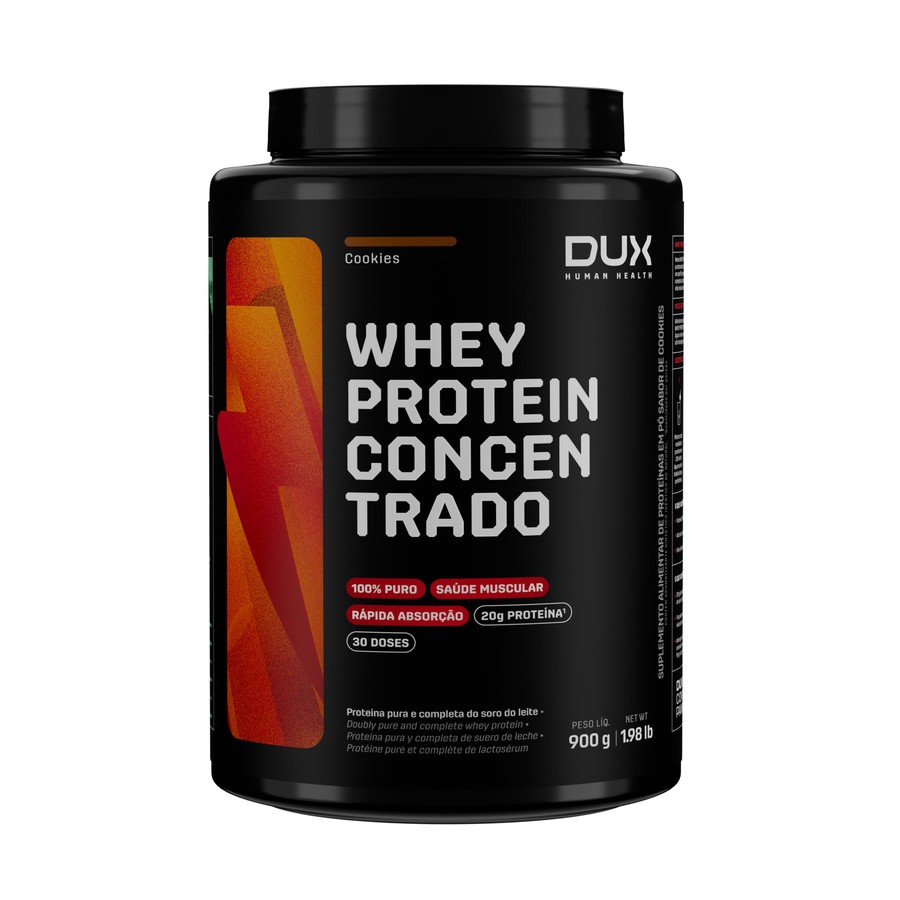 Cookies
DUX
HUMAN HEALTH
WHEY
PROTEIN
CONCEN
TRADO
100% PURO
SAÚDE MUSCULAR
RÁPIDA ABSORÇÃO
20g PROTEÍNA¹
30 DOSES
Proteína pura e completa do soro do leite •
Doubly pure and complete whey protein •
Proteína pura y completa de suero de leche •
Protéine pure et complète de lactosérum
PESO LÍQ.
900 g
NET WT
1.98 lb
SUPLEMENTO ALIMENTAR DE PROTEÍNAS EM PÓ SABOR DE COOKIES